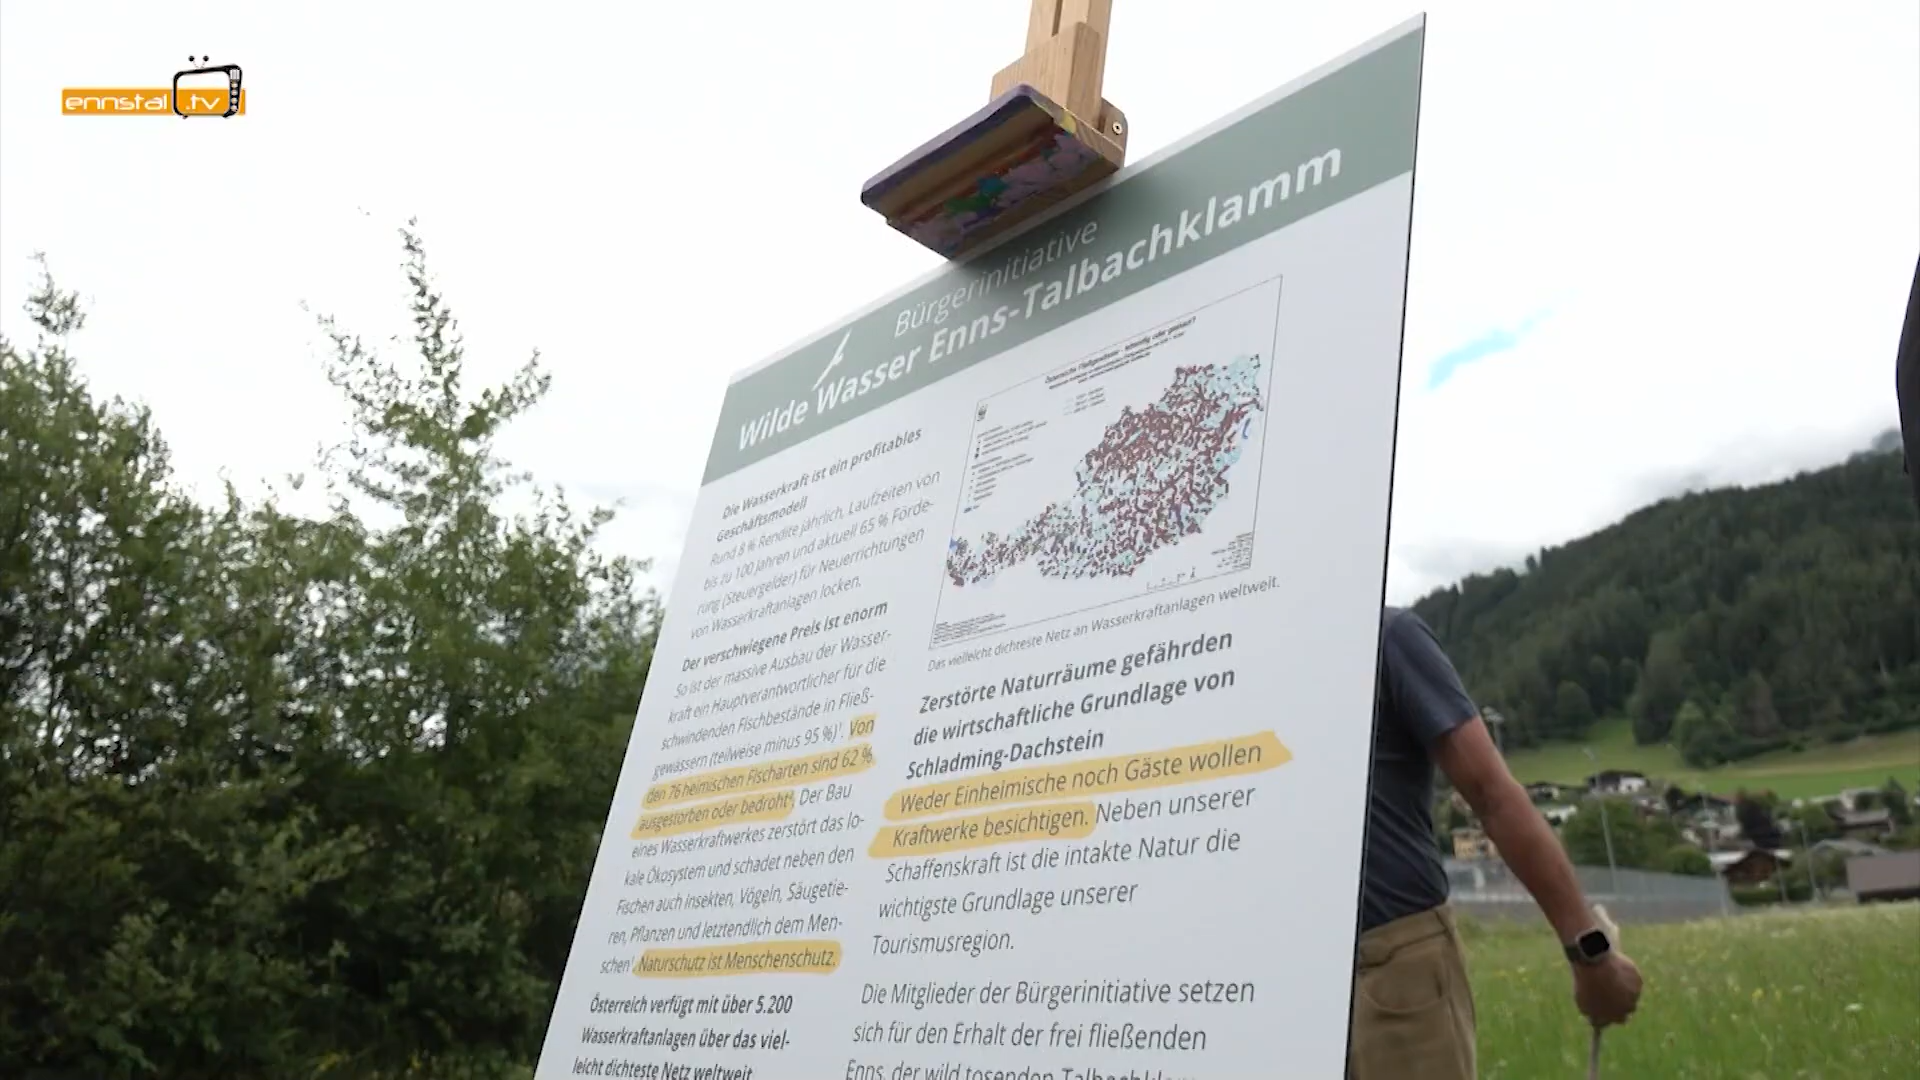 ennstal.tv
Bürgerinitiative
Wilde Wasser Enns-Talbachklamm
Die Wasserkraft ist ein profitables
Geschäftsmodell
Rund 8 % Rendite jährlich, Laufzeiten von
bis zu 100 Jahren und aktuell 65 % Förde-
rung (Steuergelder) für Neuerrichtungen
von Wasserkraftanlagen locken.
Der verschwiegene Preis ist enorm
So ist der massive Ausbau der Wasser-
kraft ein Hauptverantwortlicher für die
schwindenden Fischbestände in Fließ-
gewässern (teilweise minus 95 %)¹. Von
den 76 heimischen Fischarten sind 62 %
ausgestorben oder bedroht⁴. Der Bau
eines Wasserkraftwerkes zerstört das lo-
kale Ökosystem und schadet neben den
Fischen auch Insekten, Vögeln, Säugetie-
ren, Pflanzen und letztendlich dem Men-
schen¹. Naturschutz ist Menschenschutz.
Österreich verfügt mit über 5.200
Wasserkraftanlagen über das viel-
leicht dichteste Netz weltweit
Das vielleicht dichteste Netz an Wasserkraftanlagen weltweit.
Zerstörte Naturräume gefährden
die wirtschaftliche Grundlage von
Schladming-Dachstein
Weder Einheimische noch Gäste wollen
Kraftwerke besichtigen. Neben unserer
Schaffenskraft ist die intakte Natur die
wichtigste Grundlage unserer
Tourismusregion.
Die Mitglieder der Bürgerinitiative setzen
sich für den Erhalt der frei fließenden
Enns, der wild tosenden